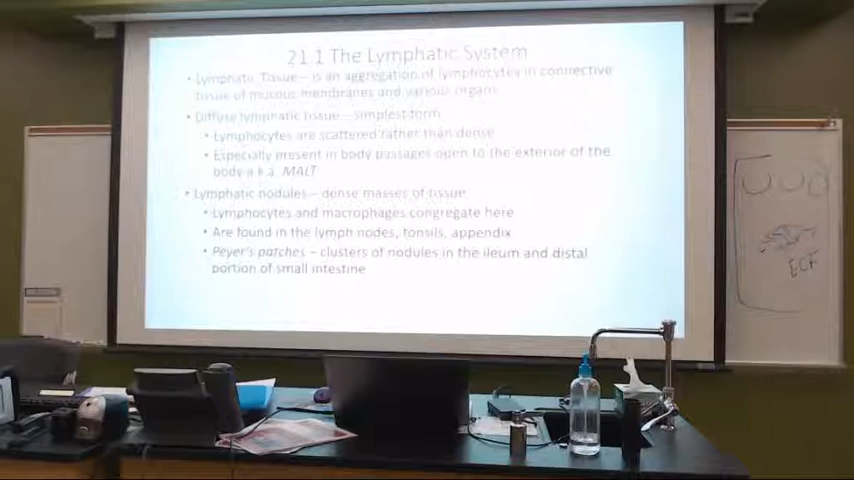 21.1 The Lymphatic System
• Lymphatic Tissue – is an aggregation of lymphocytes in connective
tissue of mucous membranes and various organs
• Diffuse lymphatic tissue – simplest form
• Lymphocytes are scattered rather than dense
• Especially present in body passages open to the exterior of the
body a.k.a. MALT
• Lymphatic nodules – dense masses of tissue
• Lymphocytes and macrophages congregate here
• Are found in the lymph nodes, tonsils, appendix
• Peyer's patches – clusters of nodules in the ileum and distal
portion of small intestine
ECF